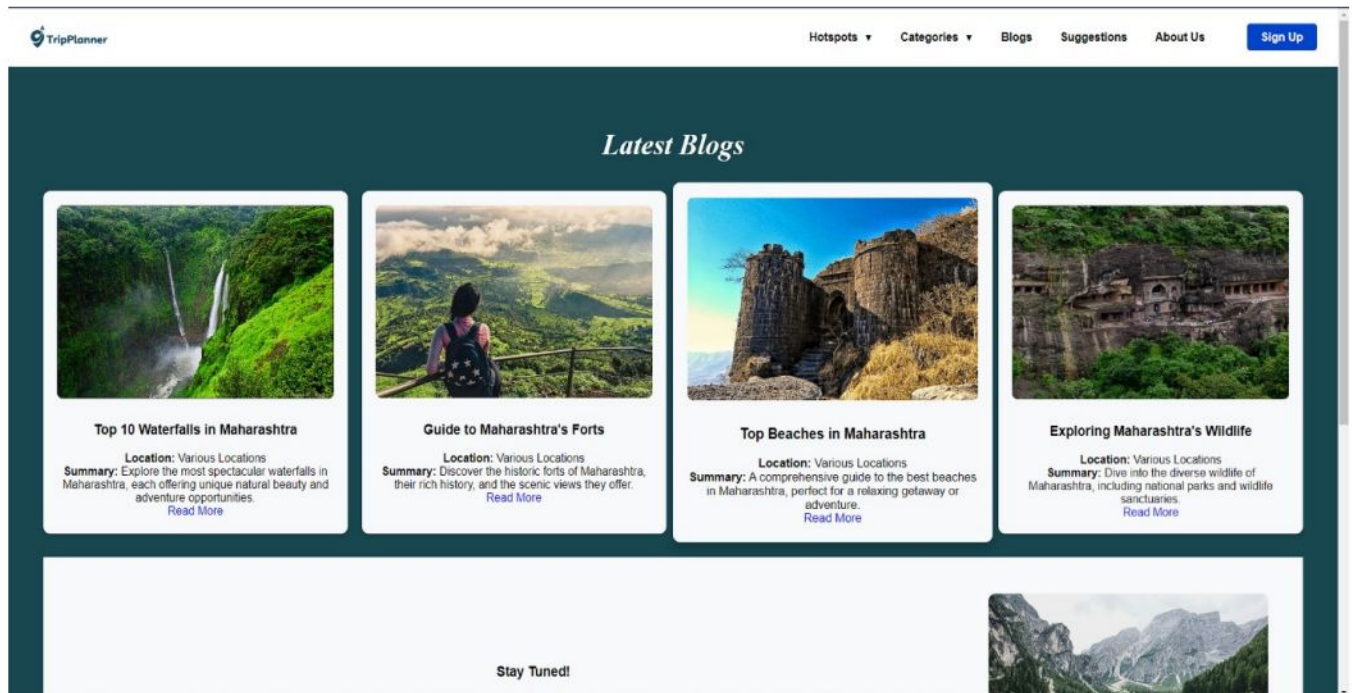 TripPlanner
Hotspots ▼
Categories ▼
Blogs
Suggestions
About Us
Sign Up
Latest Blogs
Top 10 Waterfalls in Maharashtra
Location: Various Locations
Summary: Explore the most spectacular waterfalls in
Maharashtra, each offering unique natural beauty and
adventure opportunities.
Read More
Guide to Maharashtra's Forts
Location: Various Locations
Summary: Discover the historic forts of Maharashtra,
their rich history, and the scenic views they offer.
Read More
Top Beaches in Maharashtra
Location: Various Locations
Summary: A comprehensive guide to the best beaches
in Maharashtra, perfect for a relaxing getaway or
adventure.
Read More
Exploring Maharashtra's Wildlife
Location: Various Locations
Summary: Dive into the diverse wildlife of
Maharashtra, including national parks and wildlife
sanctuaries.
Read More
Stay Tuned!